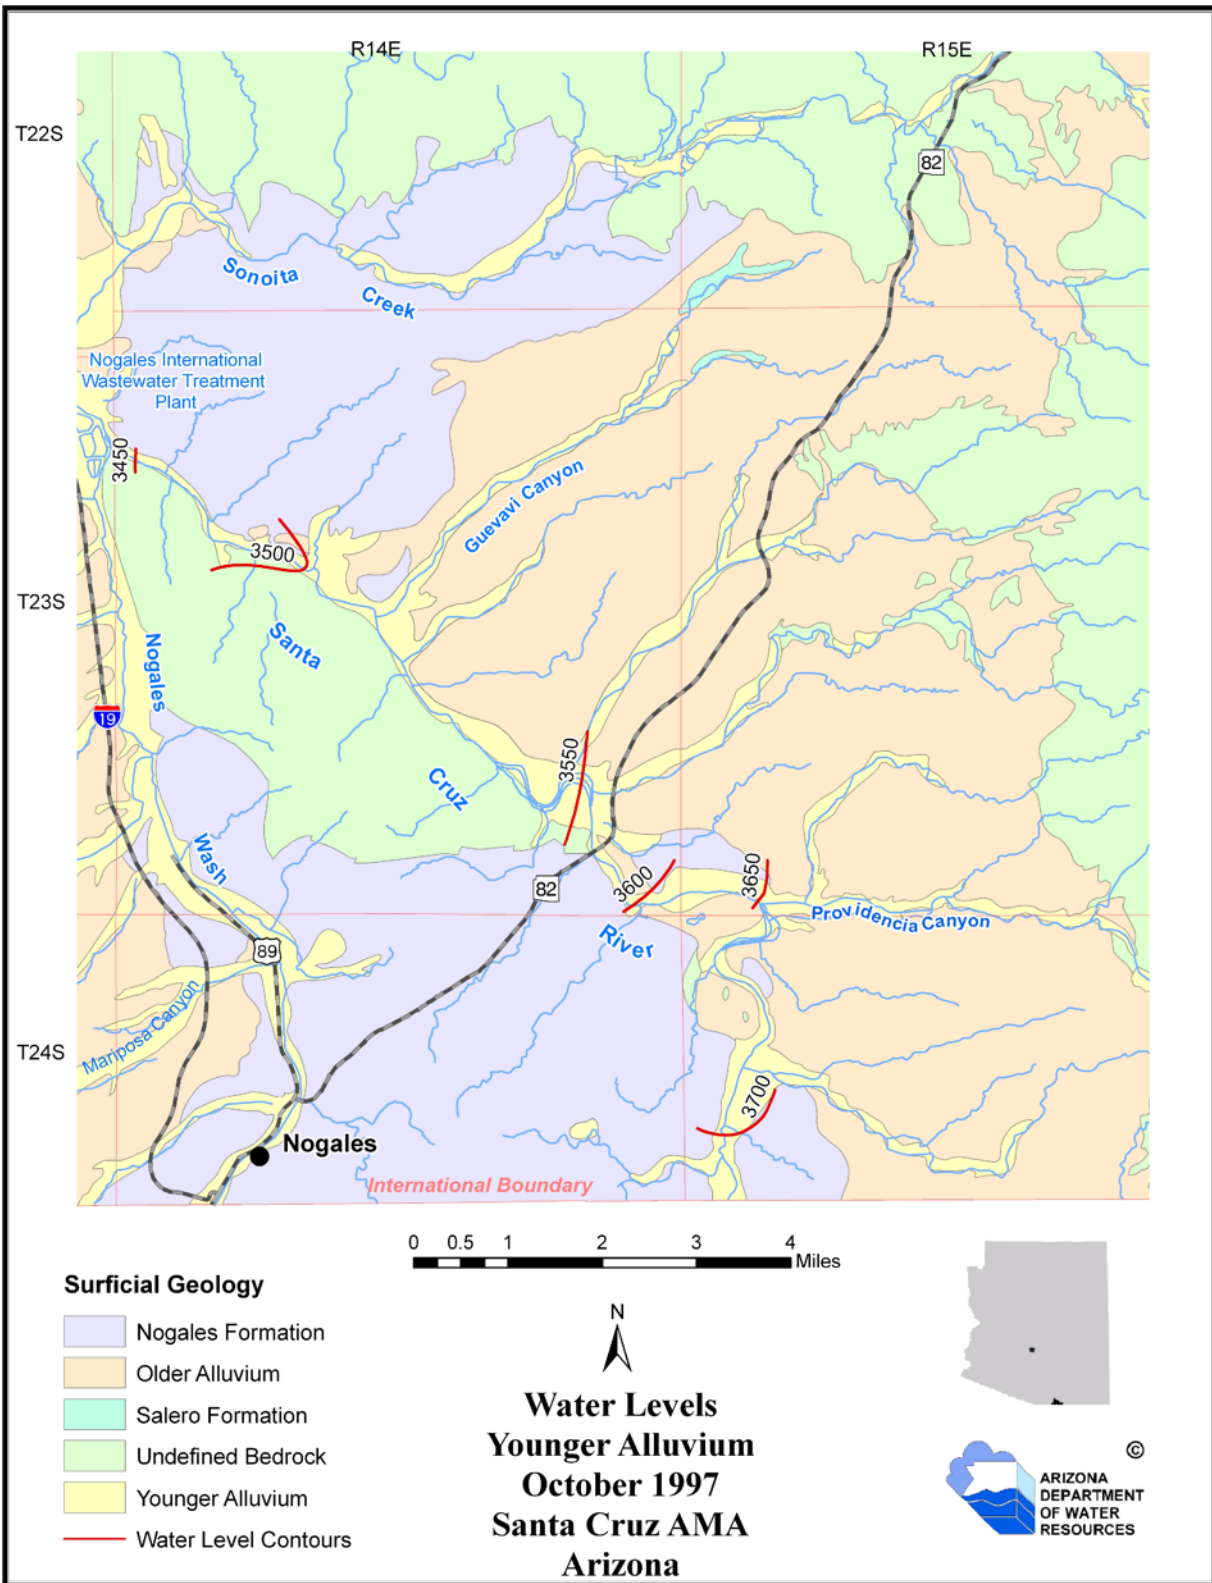 R14E
R15E
T22S
82
Sonoita
Creek
Nogales International
Wastewater Treatment
Plant
3450
Guevavi Canyon
3500
T23S
Santa
Nogales
19
3550
Cruz
Wash
82
3600
3650
Providencia Canyon
River
89
Mariposa Canyon
T24S
3700
Nogales
International Boundary
0 0.5 1 2 3 4
Miles
Surficial Geology
Nogales Formation
Older Alluvium
Salero Formation
Undefined Bedrock
Younger Alluvium
Water Level Contours
N
Water Levels
Younger Alluvium
October 1997
Santa Cruz AMA
Arizona
©
ARIZONA
DEPARTMENT
OF WATER
RESOURCES